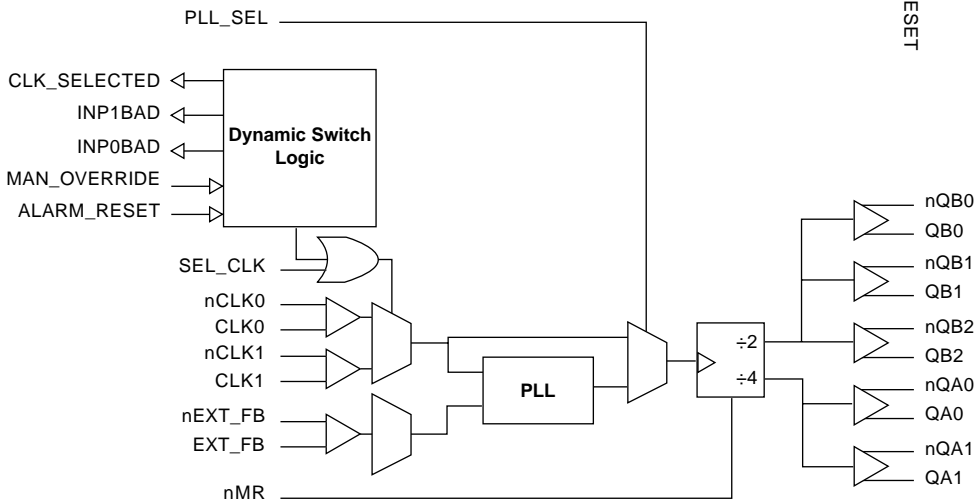 PLL_SEL
ESET
CLK_SELECTED
INP1BAD
INP0BAD
MAN_OVERRIDE
ALARM_RESET
Dynamic Switch
Logic
SEL_CLK
nCLK0
CLK0
nCLK1
CLK1
nEXT_FB
EXT_FB
nMR
PLL
÷2
÷4
nQB0
QB0
nQB1
QB1
nQB2
QB2
nQA0
QA0
nQA1
QA1